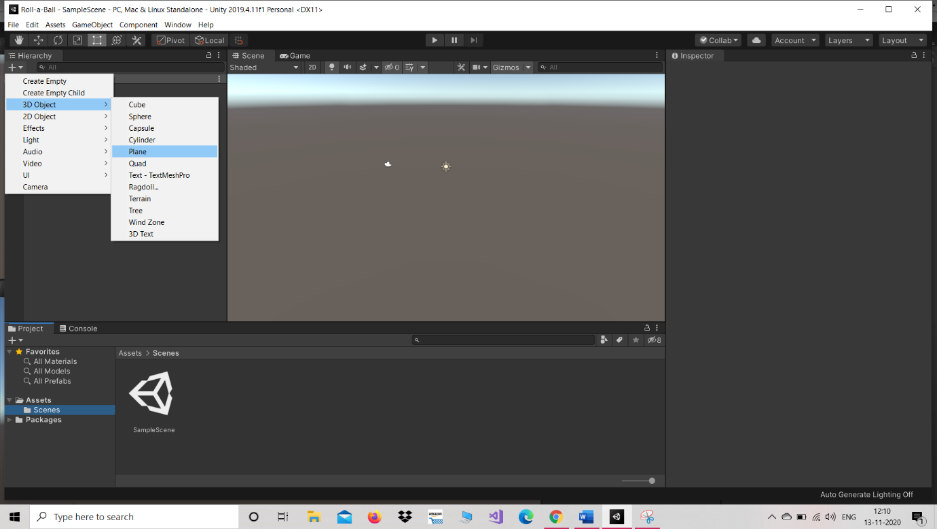 Roll-a-Ball - SampleScene - PC, Mac & Linux Standalone - Unity 2019.4.11f1 Personal <DX11>
File Edit Assets GameObject Component Window Help
Pivot Local Collab Account Layers Layout
Hierarchy Scene Game Inspector
All Shaded 2D 0 Gizmos All
Create Empty
Create Empty Child
3D Object
2D Object
Effects
Light
Audio
Video
UI
Camera
Cube
Sphere
Capsule
Cylinder
Plane
Quad
Text - TextMeshPro
Ragdoll...
Terrain
Tree
Wind Zone
3D Text
Project Console
8
Favorites
All Materials
All Models
All Prefabs
Assets
Scenes
Packages
Assets > Scenes
SampleScene
Auto Generate Lighting Off
Type here to search
ENG
12:10
13-11-2020
1